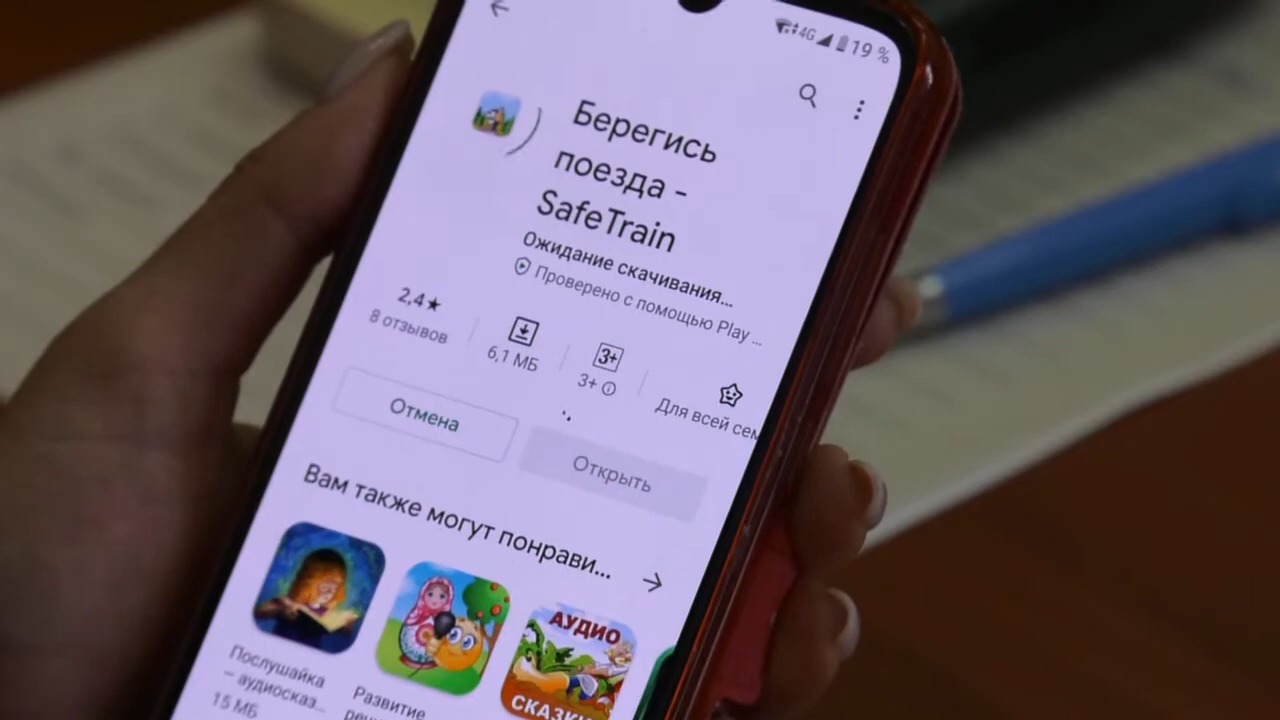 4G 19 %
Берегись
поезда -
SafeTrain
Ожидание скачивания...
Проверено с помощью Play ...
2,4★
8 отзывов
6,1 МБ
3+
3+
Для всей сем
Отмена
Открыть
Вам также могут понрави...
Послушайка
– аудиосказ...
15 МБ
Развитие
АУДИО
СКАЗКИ